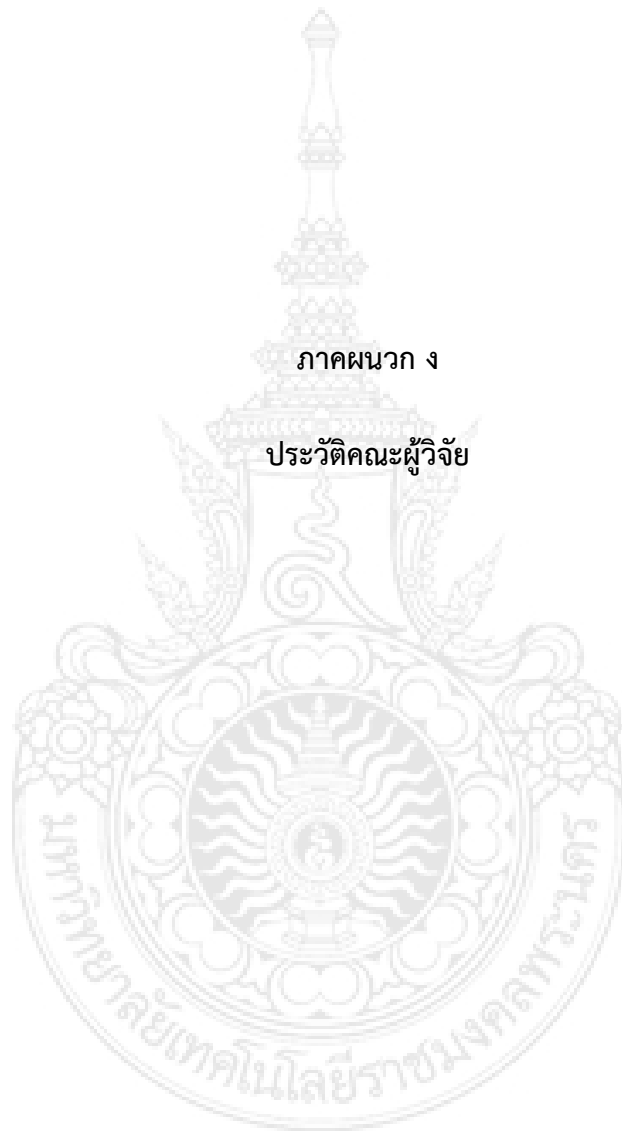 ภาคผนวก ง
ประวัติคณะผู้วิจัย
มหาวิทยาลัยเทคโนโลยีราชมงคลพระนคร